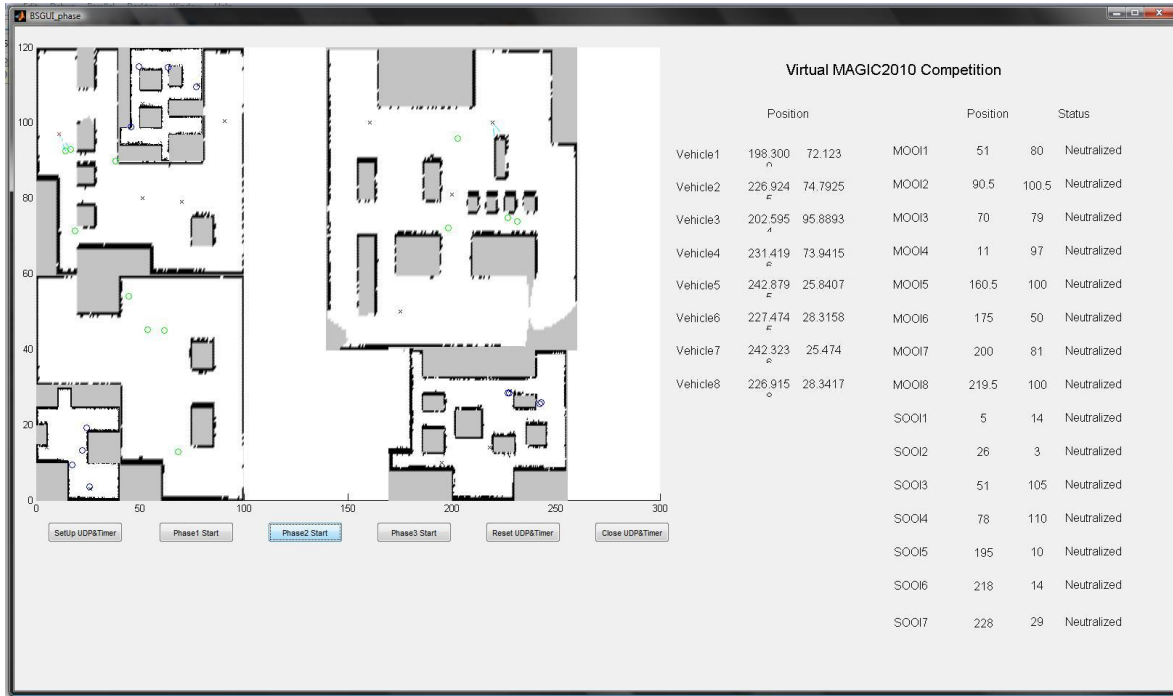 BSGUI_phase
Virtual MAGIC2010 Competition
Position Position Status
Vehicle1 198.300 72.123 MOOI1 51 80 Neutralized
Vehicle2 226.924 74.7925 MOOI2 90.5 100.5 Neutralized
Vehicle3 202.595 95.8893 MOOI3 70 79 Neutralized
Vehicle4 231.419 73.9415 MOOI4 11 97 Neutralized
Vehicle5 242.879 25.8407 MOOI5 160.5 100 Neutralized
Vehicle6 227.474 28.3158 MOOI6 175 50 Neutralized
Vehicle7 242.323 25.474 MOOI7 200 81 Neutralized
Vehicle8 226.915 28.3417 MOOI8 219.5 100 Neutralized
SOOI1 5 14 Neutralized
SOOI2 26 3 Neutralized
SOOI3 51 105 Neutralized
SOOI4 78 110 Neutralized
SOOI5 195 10 Neutralized
SOOI6 218 14 Neutralized
SOOI7 228 29 Neutralized
120
100
80
60
40
20
0
0 50 100 150 200 250 300
SetUp UDP&Timer Phase1 Start Phase2 Start Phase3 Start Reset UDP&Timer Close UDP&Timer